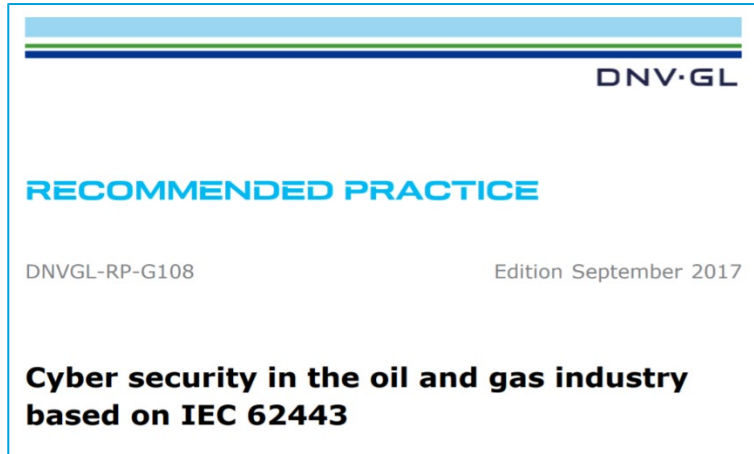 DNV·GL
RECOMMENDED PRACTICE
DNVGL-RP-G108 Edition September 2017
Cyber security in the oil and gas industry
based on IEC 62443